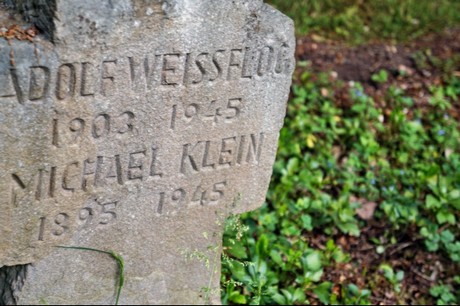 ADOLF WEISSFLOG
1903 1945
MICHAEL KLEIN
1895 1945